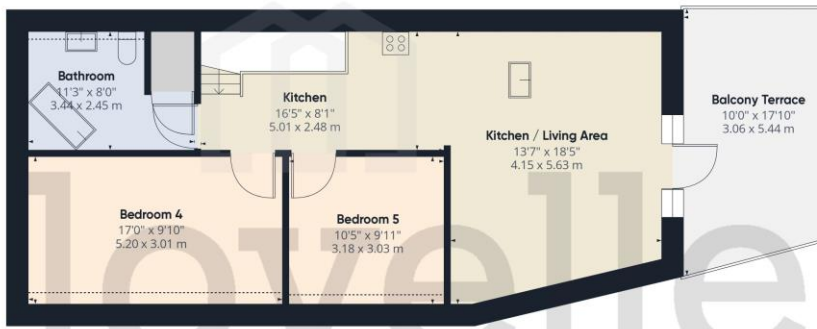 Bathroom
11'3" x 8'0"
3.44 x 2.45 m
Kitchen
16'5" x 8'1"
5.01 x 2.48 m
Kitchen / Living Area
13'7" x 18'5"
4.15 x 5.63 m
Balcony Terrace
10'0" x 17'10"
3.06 x 5.44 m
Bedroom 4
17'0" x 9'10"
5.20 x 3.01 m
Bedroom 5
10'5" x 9'11"
3.18 x 3.03 m
lovelle